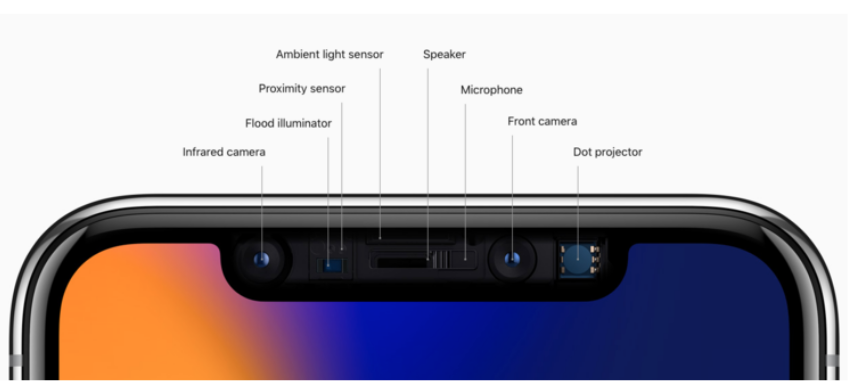 Ambient light sensor
Speaker
Proximity sensor
Microphone
Flood illuminator
Front camera
Infrared camera
Dot projector